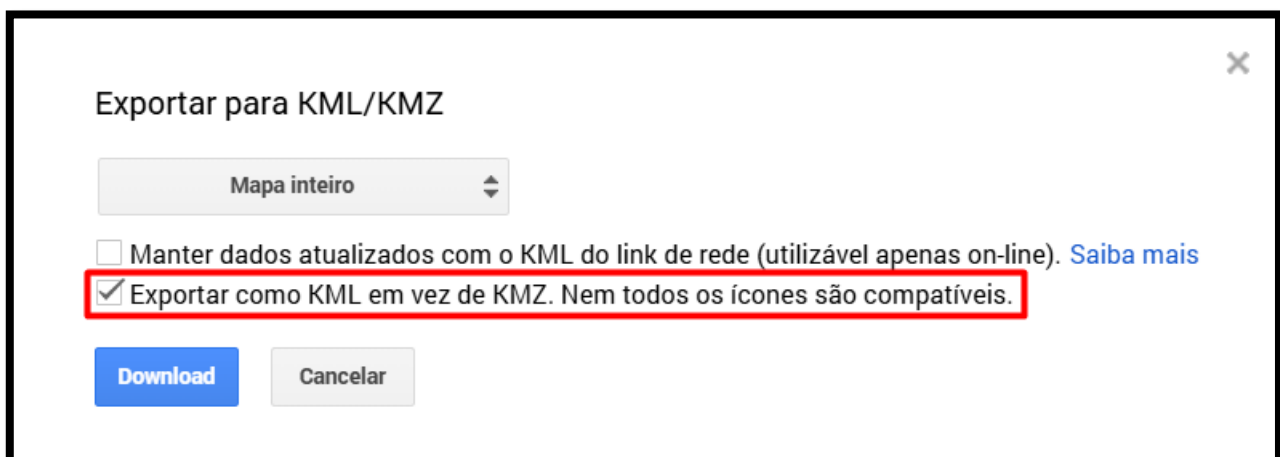 Exportar para KML/KMZ
Mapa inteiro
Manter dados atualizados com o KML do link de rede (utilizável apenas on-line). Saiba mais
Exportar como KML em vez de KMZ. Nem todos os ícones são compatíveis.
Download Cancelar